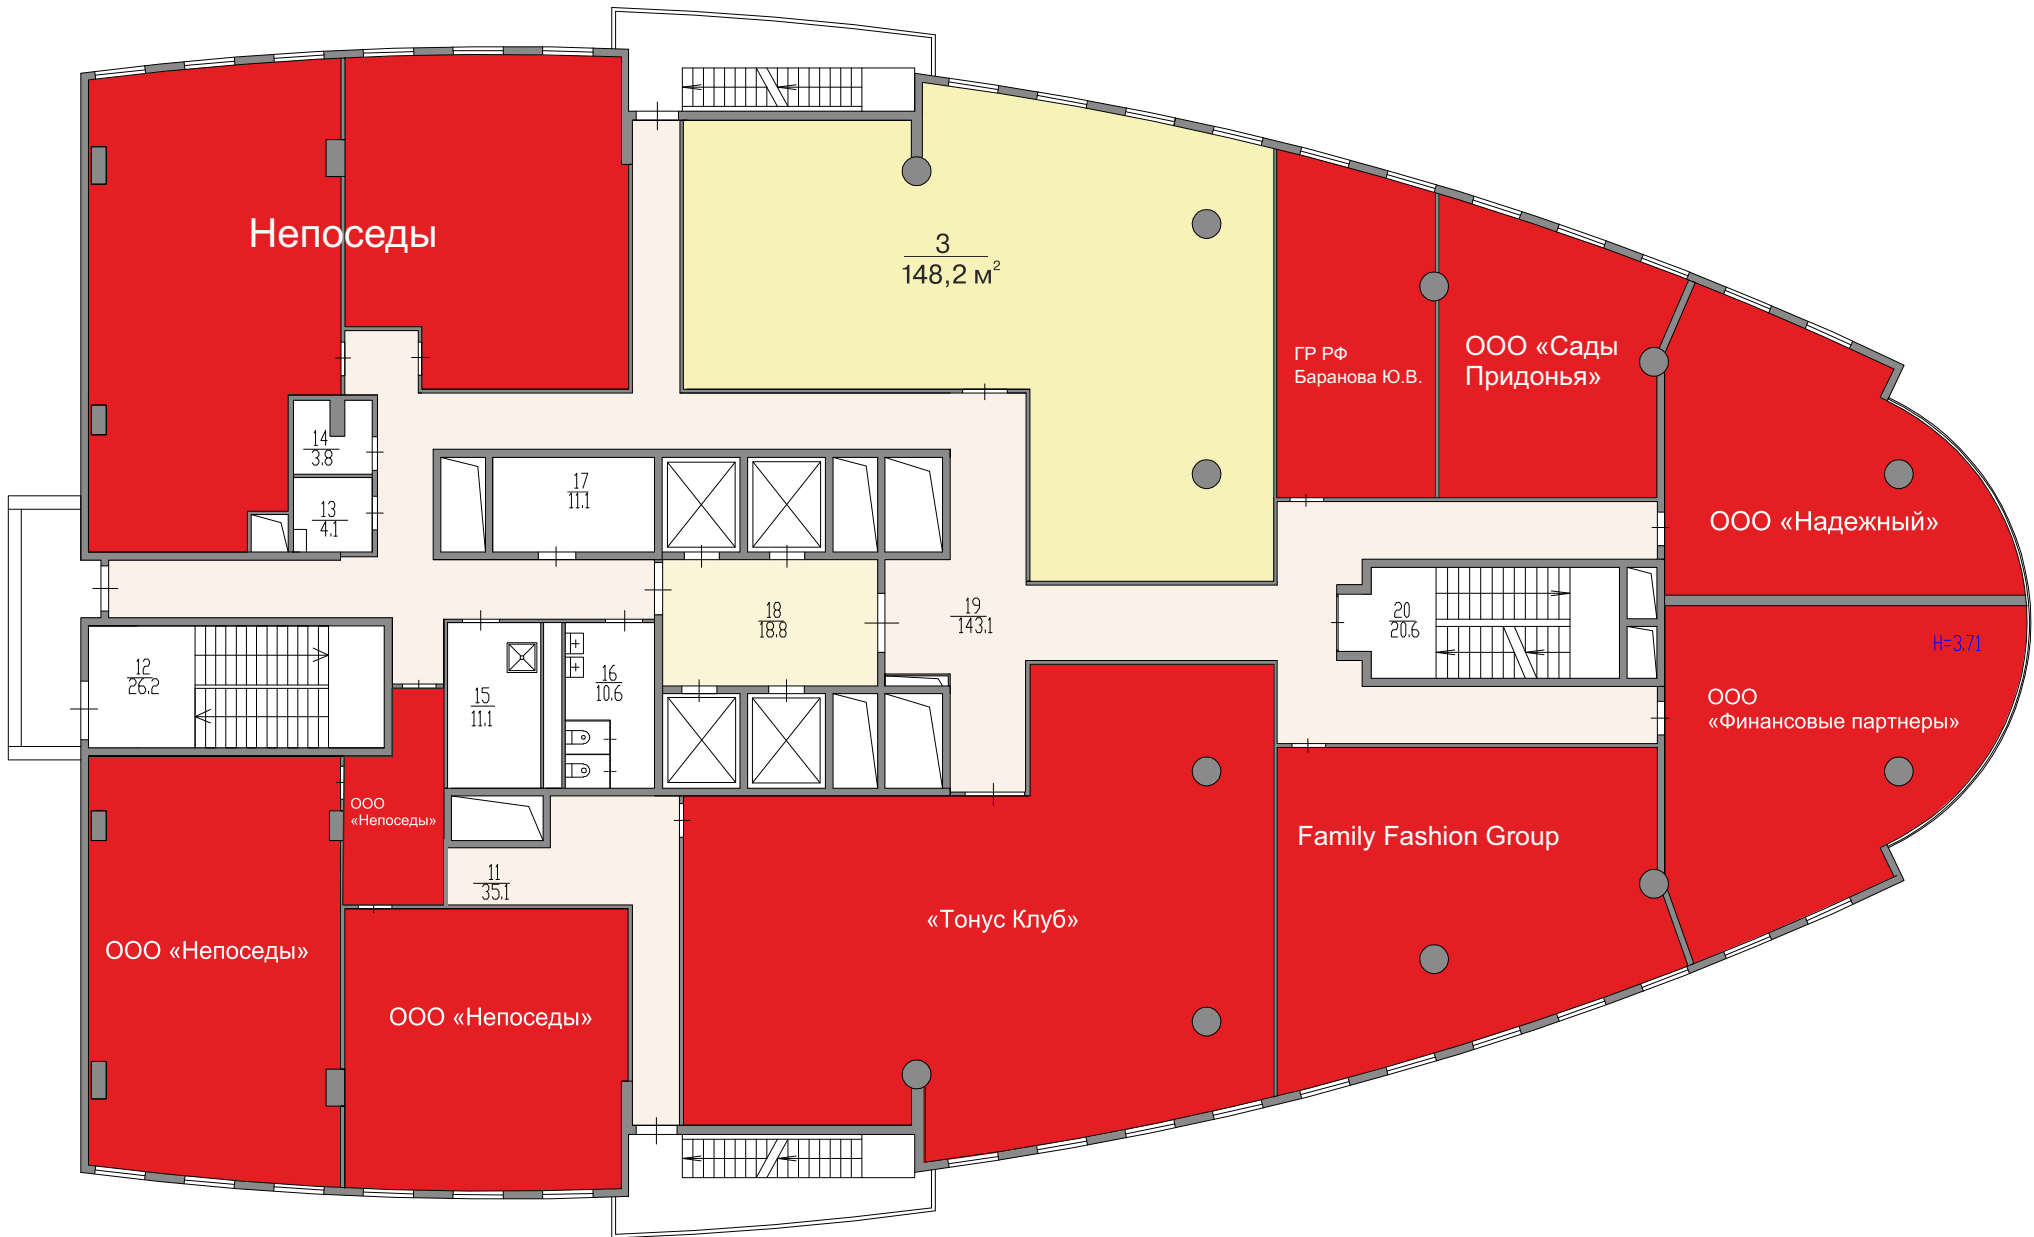 Непоседы
3
148,2 м²
ГР РФ
Баранова Ю.В.
ООО «Сады
Придонья»
14
3.8
17
11.1
13
4.1
ООО «Надежный»
18
18.8
19
143.1
20
20.6
H=3.71
12
26.2
15
11.1
16
10.6
ООО
«Финансовые партнеры»
ООО
«Непоседы»
Family Fashion Group
11
35.1
«Тонус Клуб»
ООО «Непоседы»
ООО «Непоседы»